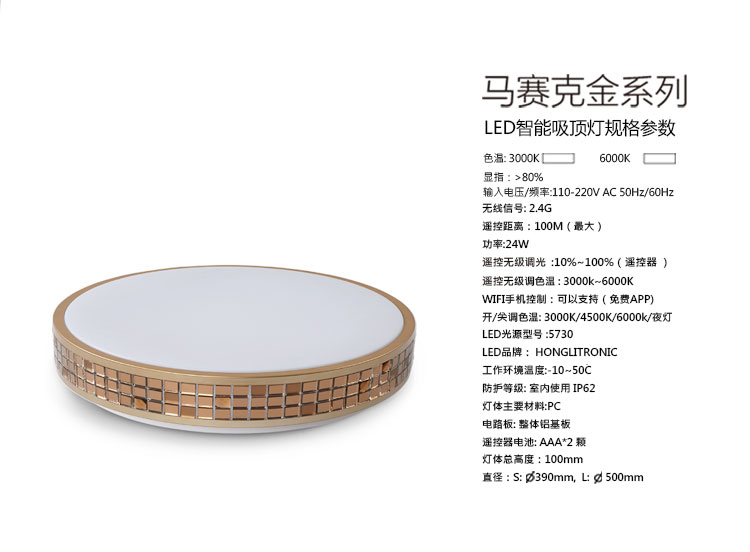 马赛克金系列
LED智能吸顶灯规格参数
色温: 3000K 6000K
显指：>80%
输入电压/频率:110-220V AC 50Hz/60Hz
无线信号: 2.4G
遥控距离：100M（最大）
功率:24W
遥控无级调光 :10%~100%（遥控器 ）
遥控无级调色温 : 3000k~6000K
WIFI手机控制：可以支持（免费APP)
开/关调色温: 3000K/4500K/6000k/夜灯
LED光源型号 :5730
LED品牌： HONGLITRONIC
工作环境温度:-10~50C
防护等级: 室内使用 IP62
灯体主要材料:PC
电路板: 整体铝基板
遥控器电池: AAA*2 颗
灯体总高度：100mm
直径：S: Ø390mm, L: Ø 500mm